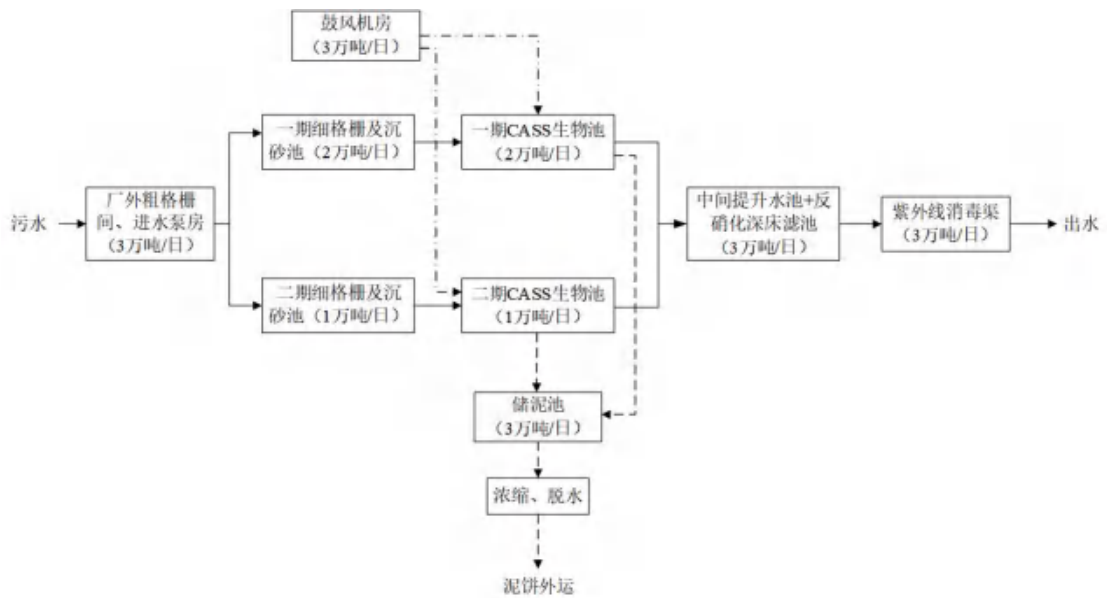 鼓风机房
（3万吨/日）
一期细格栅及沉
砂池（2万吨/日）
一期CASS生物池
（2万吨/日）
污水
厂外粗格栅
间、进水泵房
（3万吨/日）
中间提升水池+反
硝化深床滤池
（3万吨/日）
紫外线消毒渠
（3万吨/日）
出水
二期细格栅及沉
砂池（1万吨/日）
二期CASS生物池
（1万吨/日）
储泥池
（3万吨/日）
浓缩、脱水
泥饼外运